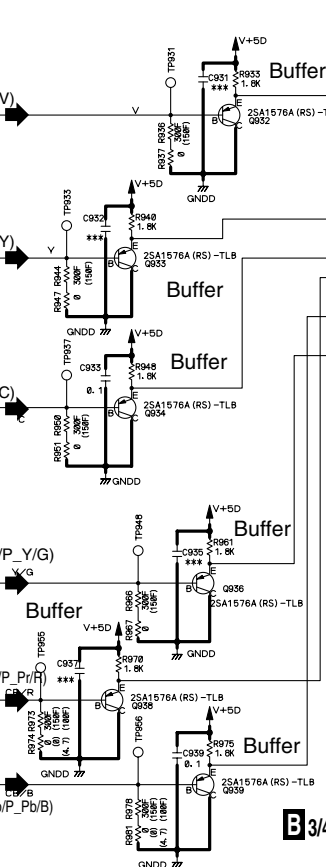 V+5D
TP931
C931
***
R933
1.8K
Buffer
V)
V
E
B
C
2SA1576A(RS)-T
Q932
R936
300F
(150F)
R937
0
GNDD
V+5D
TP933
C932
***
R940
1.8K
Y)
Y
E
B
C
2SA1576A(RS)-TLB
Q933
R944
300F
(150F)
R947
0
Buffer
GNDD
V+5D
TP937
C933
0.1
R948
1.8K
Buffer
C)
C
E
B
C
2SA1576A(RS)-TLB
Q934
R950
300F
(150F)
R951
0
GNDD
V+5D
TP948
C935
***
R961
1.8K
Buffer
/P_Y/G)
Y/G
E
B
C
Q936
2SA1576A(RS)-TLB
R966
300F
(150F)
R967
0
GNDD
Buffer
V+5D
TP955
C937
***
R970
1.8K
/P_Pr/R)
CR/R
E
B
C
2SA1576A(RS)-TLB
Q938
R973
300F
(150F)
(100F)
R974
0
(0)
(4.7)
GNDD
V+5D
TP956
C939
0.1
R975
1.8K
Buffer
CB/B
/P_Pb/B)
E
B
C
2SA1576A(RS)-TLB
Q939
R978
300F
(150F)
(100F)
R981
0
(0)
(4.7)
GNDD
B 3/4